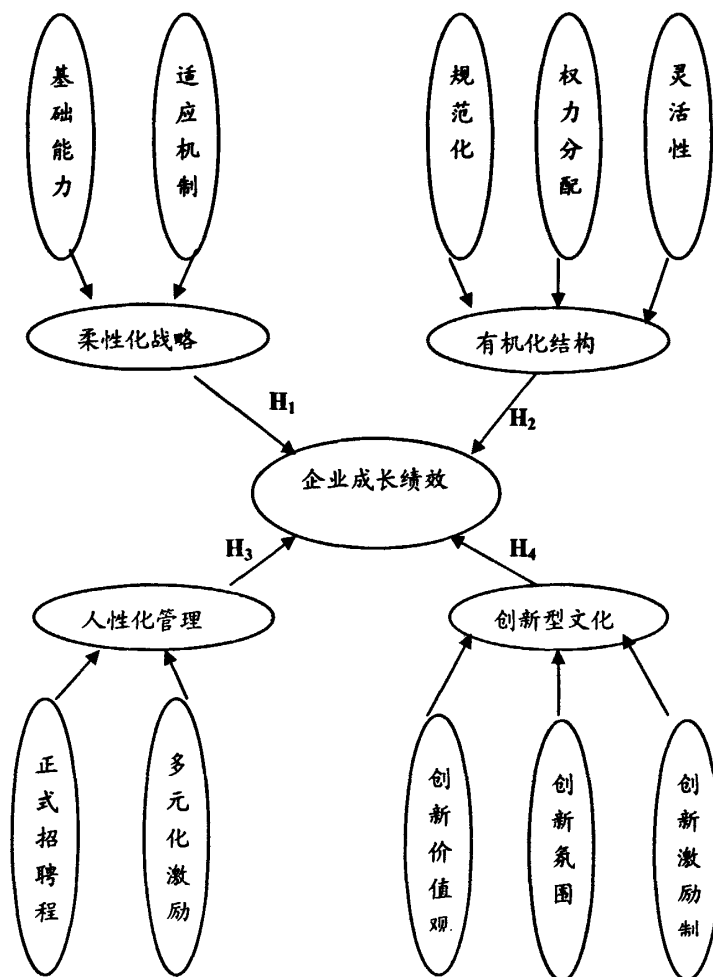 基础能力
适应机制
规范化
权力分配
灵活性
柔性化战略
有机化结构
H₁
H₂
企业成长绩效
H₃
H₄
人性化管理
创新型文化
正式招聘程
多元化激励
创新价值观
创新氛围
创新激励制